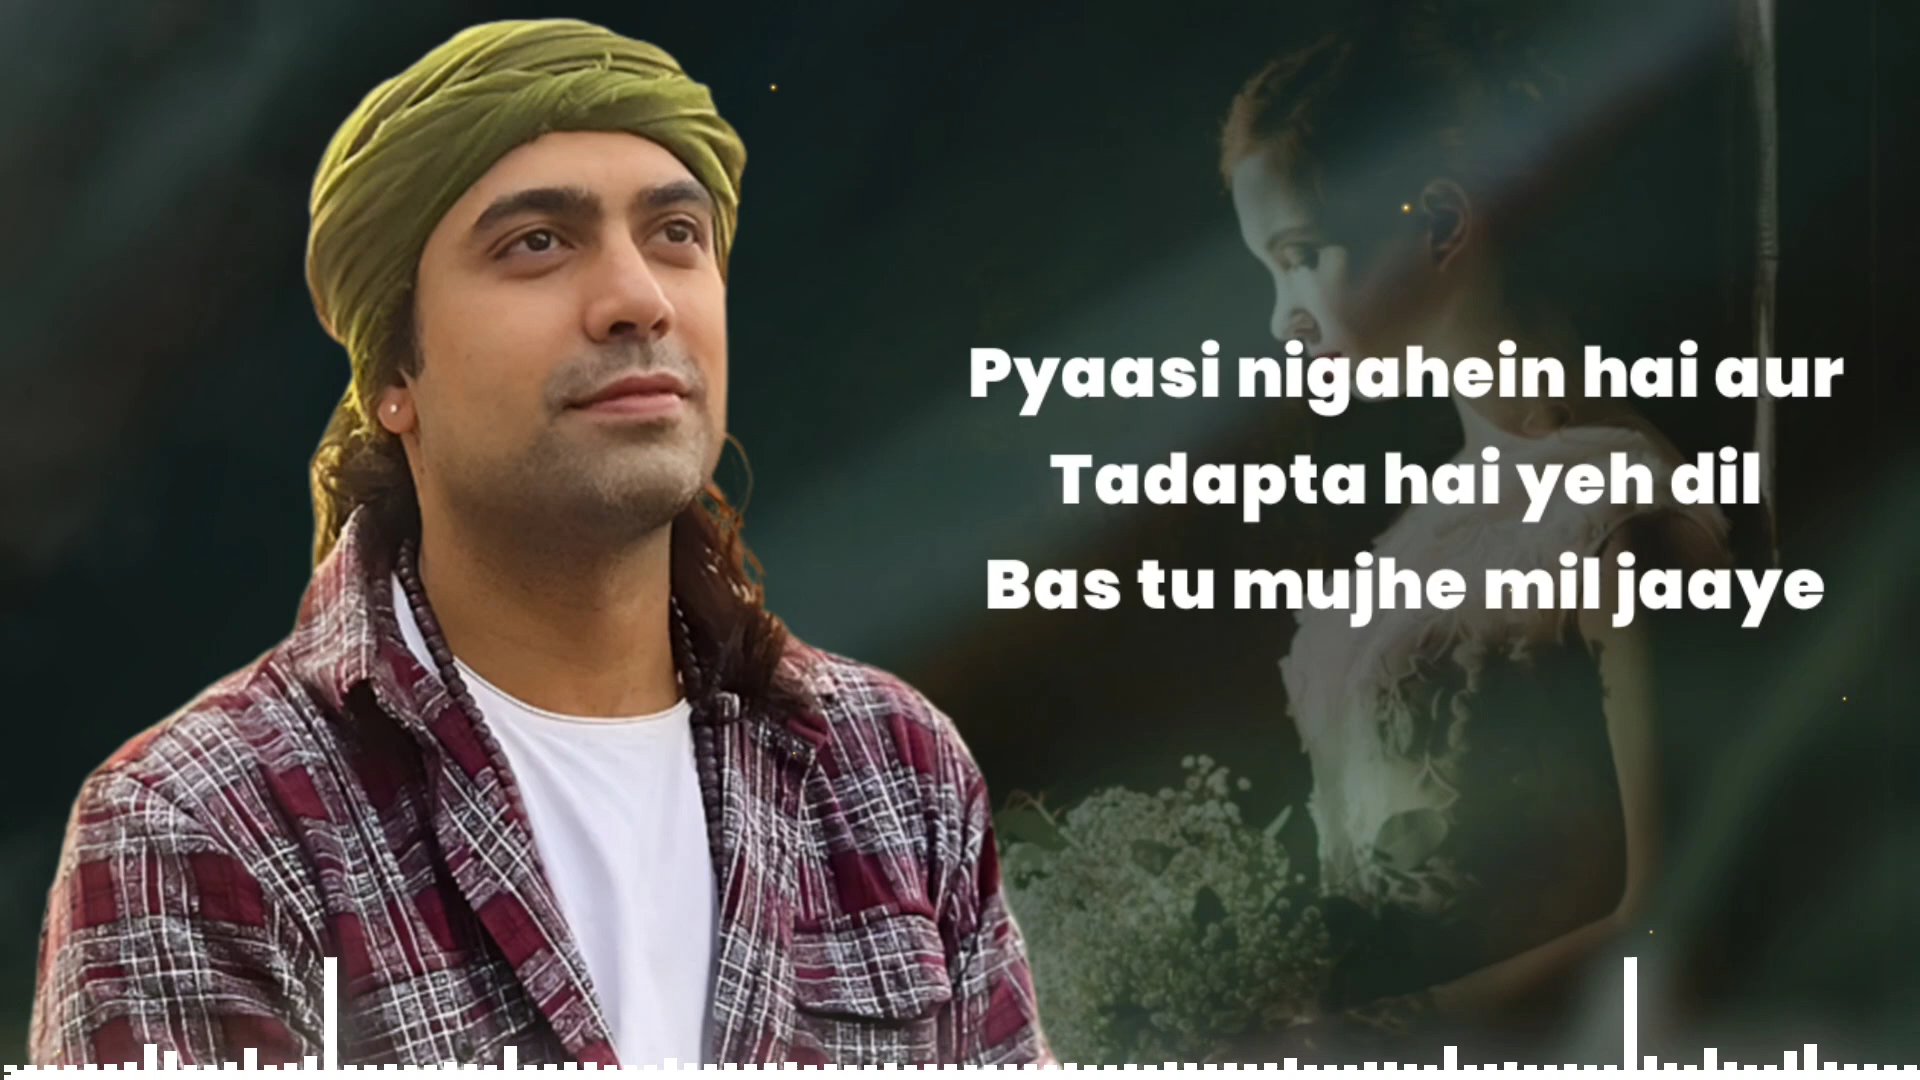 Pyaasi nigahein hai aur
Tadapta hai yeh dil
Bas tu mujhe mil jaaye